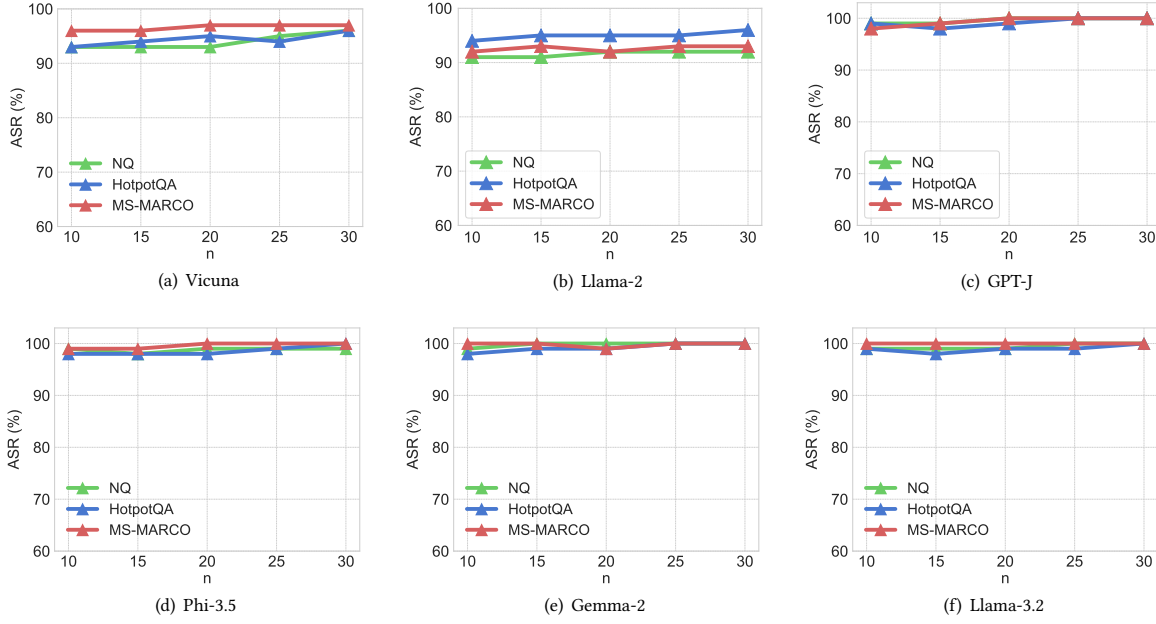 100
90
80
70
60
ASR (%)
NQ
HotpotQA
MS-MARCO
10 15 20 25 30
n
(a) Vicuna
100
90
80
70
60
ASR (%)
NQ
HotpotQA
MS-MARCO
10 15 20 25 30
n
(b) Llama-2
100
90
80
70
60
ASR (%)
NQ
HotpotQA
MS-MARCO
10 15 20 25 30
n
(c) GPT-J
100
90
80
70
60
ASR (%)
NQ
HotpotQA
MS-MARCO
10 15 20 25 30
n
(d) Phi-3.5
100
90
80
70
60
ASR (%)
NQ
HotpotQA
MS-MARCO
10 15 20 25 30
n
(e) Gemma-2
100
90
80
70
60
ASR (%)
NQ
HotpotQA
MS-MARCO
10 15 20 25 30
n
(f) Llama-3.2